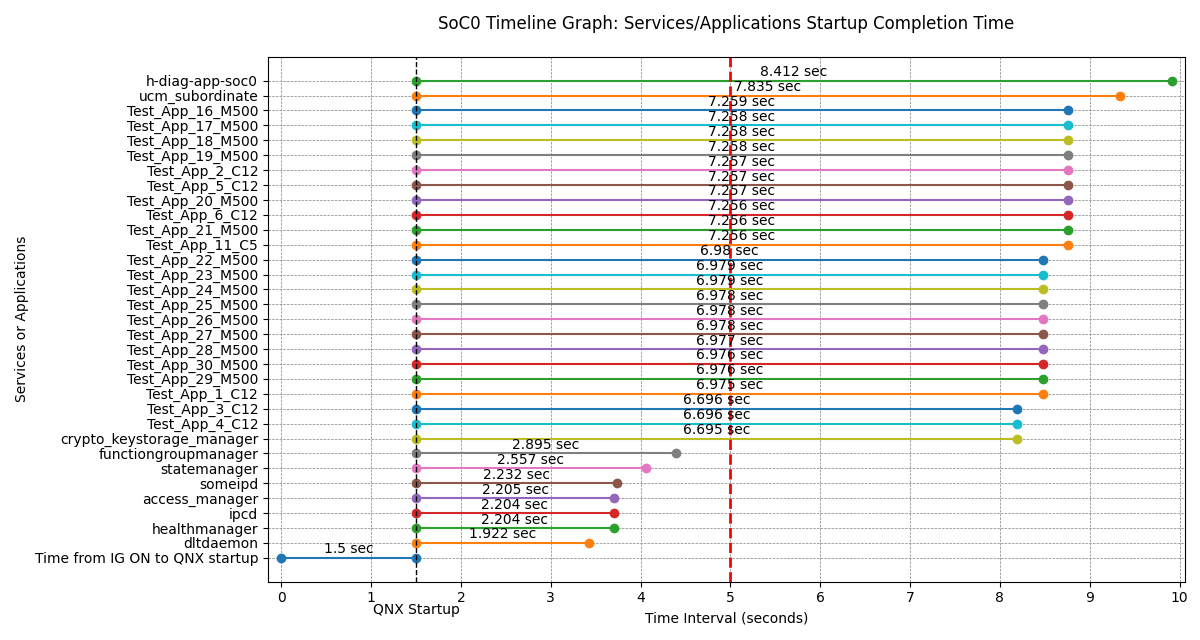 SoC0 Timeline Graph: Services/Applications Startup Completion Time
Services or Applications
h-diag-app-soc0 8.412 sec
ucm_subordinate 7.835 sec
Test_App_16_M500 7.259 sec
Test_App_17_M500 7.258 sec
Test_App_18_M500 7.258 sec
Test_App_19_M500 7.258 sec
Test_App_2_C12 7.257 sec
Test_App_5_C12 7.257 sec
Test_App_20_M500 7.257 sec
Test_App_6_C12 7.256 sec
Test_App_21_M500 7.256 sec
Test_App_11_C5 7.256 sec
Test_App_22_M500 6.98 sec
Test_App_23_M500 6.979 sec
Test_App_24_M500 6.979 sec
Test_App_25_M500 6.978 sec
Test_App_26_M500 6.978 sec
Test_App_27_M500 6.978 sec
Test_App_28_M500 6.977 sec
Test_App_30_M500 6.976 sec
Test_App_29_M500 6.976 sec
Test_App_1_C12 6.975 sec
Test_App_3_C12 6.696 sec
Test_App_4_C12 6.696 sec
crypto_keystorage_manager 6.695 sec
functiongroupmanager 2.895 sec
statemanager 2.557 sec
someipd 2.232 sec
access_manager 2.205 sec
ipcd 2.204 sec
healthmanager 2.204 sec
dltdaemon 1.922 sec
Time from IG ON to QNX startup 1.5 sec
0 1 2 3 4 5 6 7 8 9 10
QNX Startup
Time Interval (seconds)